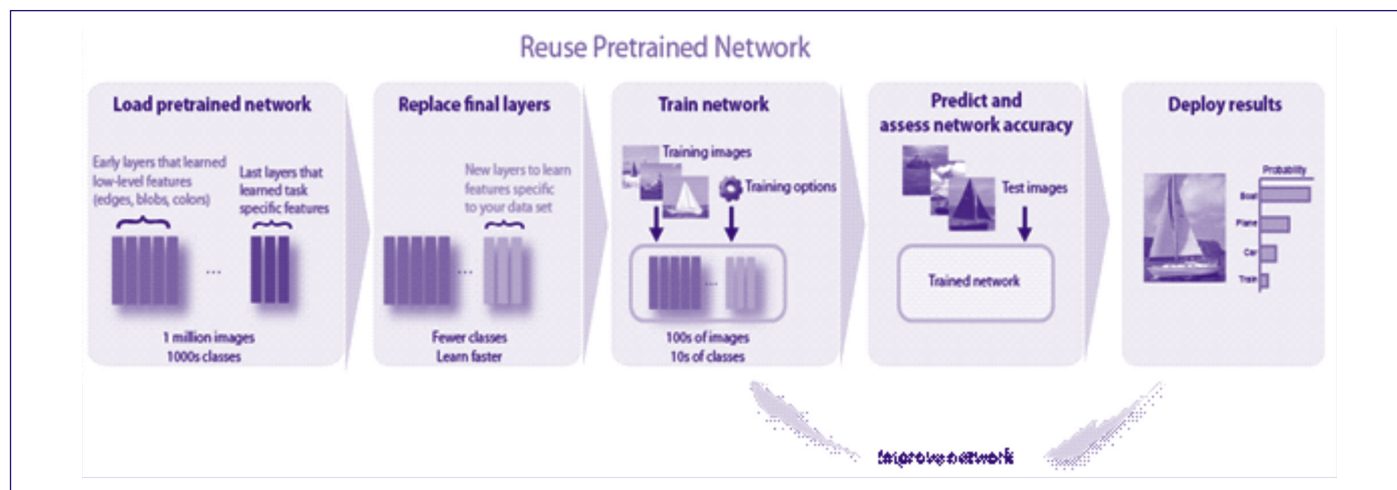 Reuse Pretrained Network
Load pretrained network
Early layers that learned
low-level features
(edges, blobs, colors)
Last layers that
learned task
specific features
...
1 million images
1000s classes
Replace final layers
New layers to learn
features specific
to your data set
...
Fewer classes
Learn faster
Train network
Training images
Training options
...
100s of images
10s of classes
Predict and
assess network accuracy
Test images
Trained network
Deploy results
Probability
Boat
Plane
Car
Train
Improve network